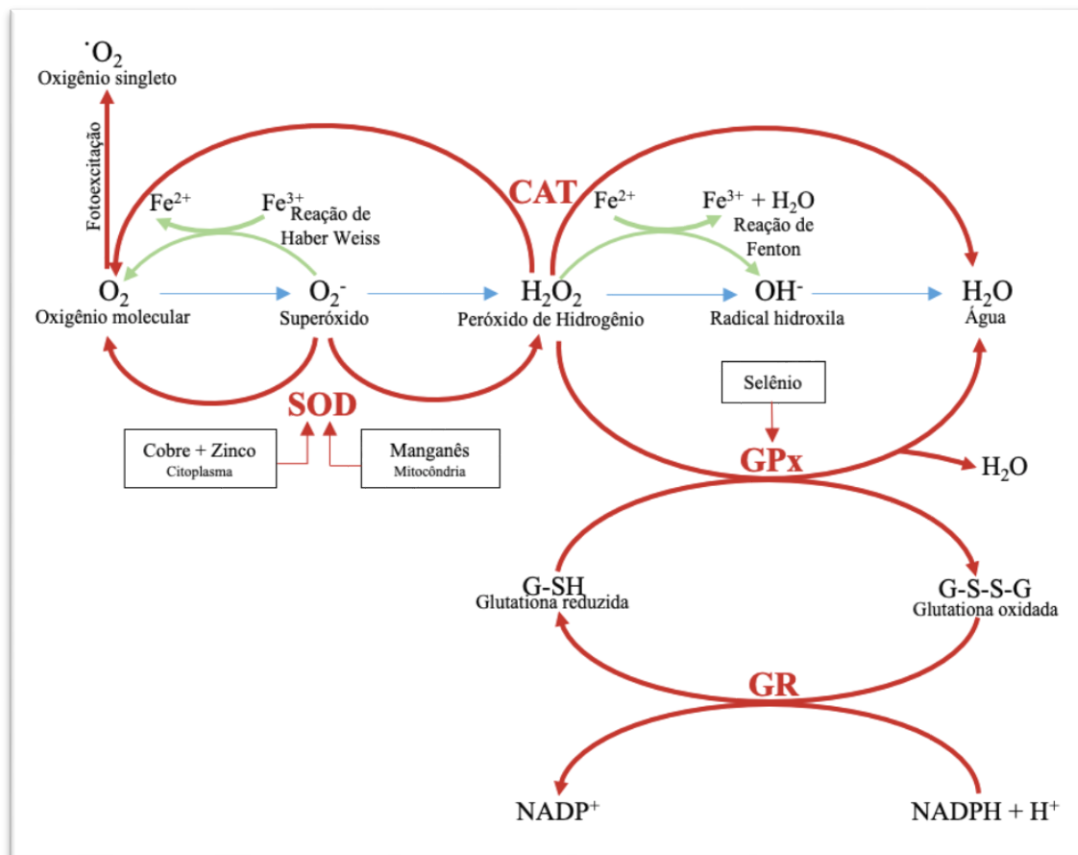 ·O₂
Oxigênio singleto
Fotoexcitação
Fe²⁺
Fe³⁺
Reação de
Haber Weiss
CAT
Fe²⁺
Fe³⁺ + H₂O
Reação de
Fenton
O₂
Oxigênio molecular
O₂⁻
Superóxido
H₂O₂
Peróxido de Hidrogênio
OH-
Radical hidroxila
H₂O
Água
SOD
Cobre + Zinco
Citoplasma
Manganês
Mitocôndria
Selênio
GPx
H₂O
G-SH
Glutationa reduzida
G-S-S-G
Glutationa oxidada
GR
NADP⁺
NADPH + H⁺